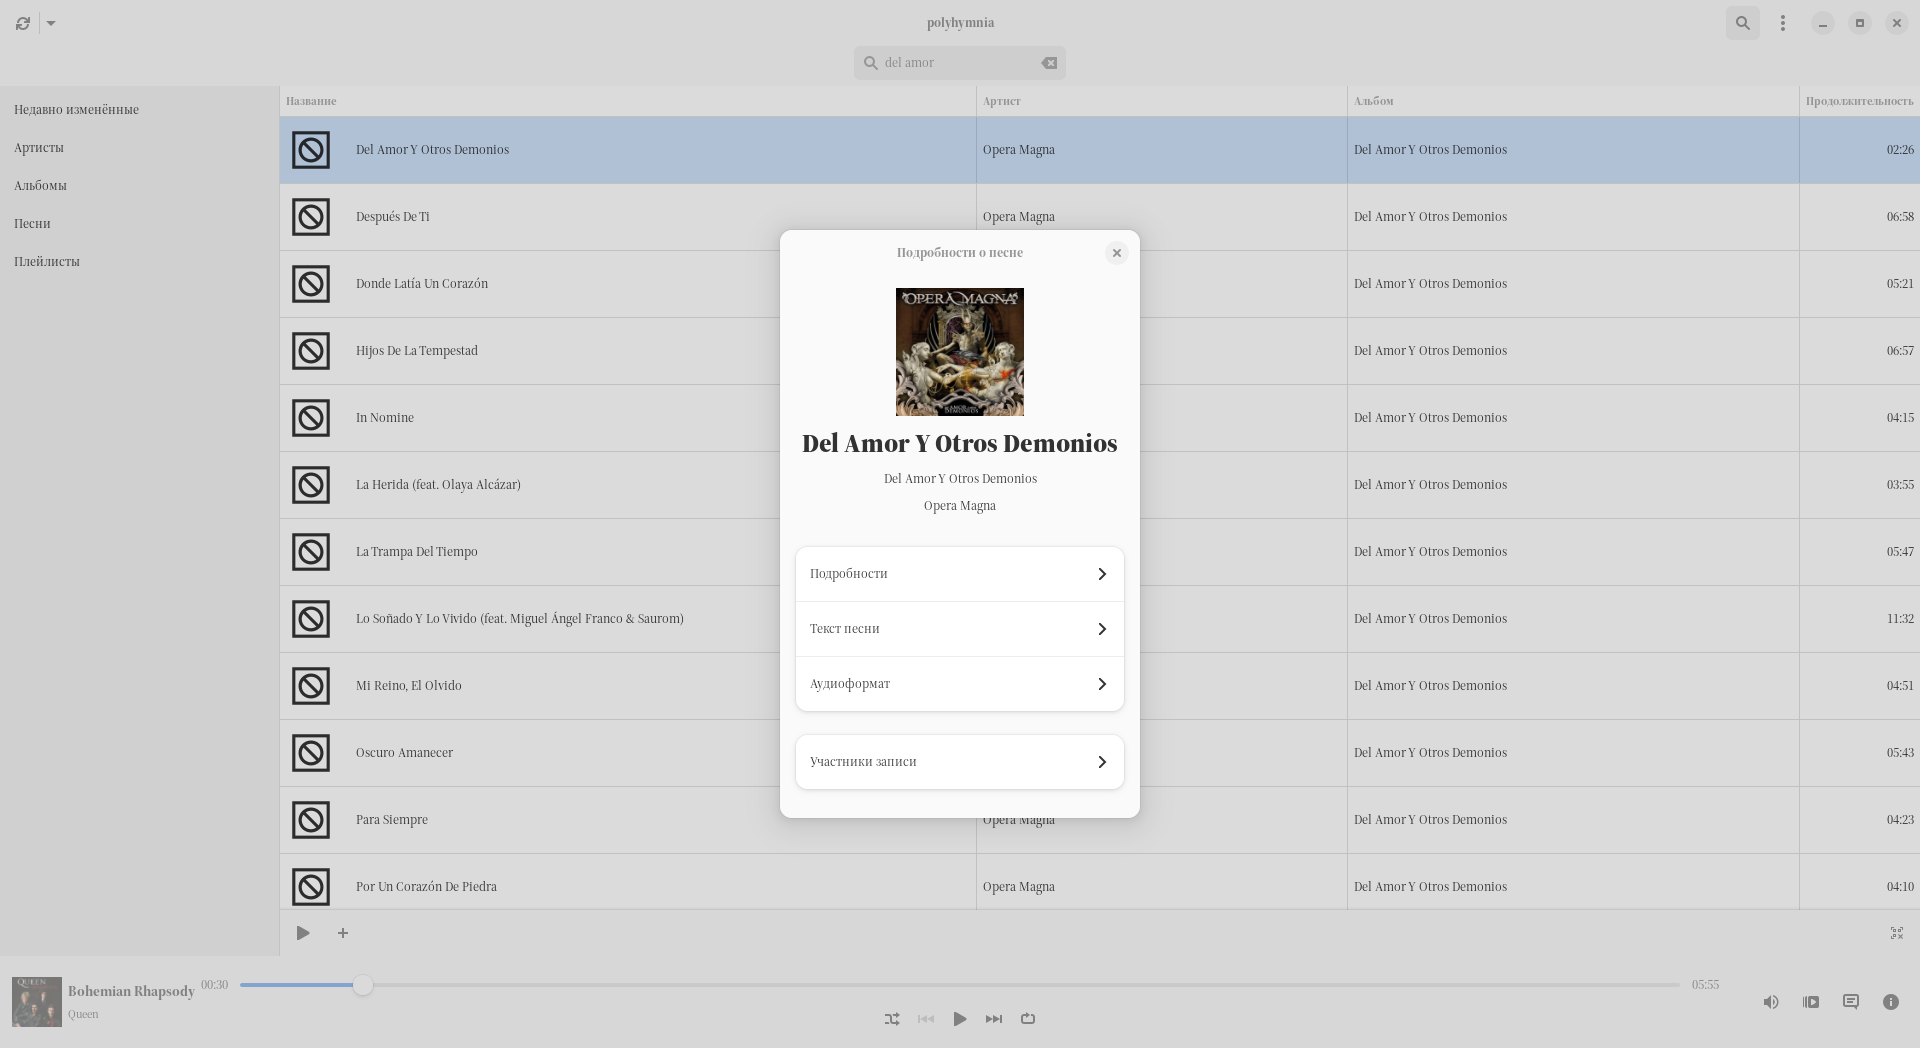 polyhymnia
del amor
Недавно изменённые
Артисты
Альбомы
Песни
Плейлисты
Название Артист Альбом Продолжительность
Del Amor Y Otros Demonios Opera Magna Del Amor Y Otros Demonios 02:26
Después De Ti Opera Magna Del Amor Y Otros Demonios 06:58
Donde Latía Un Corazón Del Amor Y Otros Demonios 05:21
Hijos De La Tempestad Del Amor Y Otros Demonios 06:57
In Nomine Del Amor Y Otros Demonios 04:15
La Herida (feat. Olaya Alcázar) Del Amor Y Otros Demonios 03:55
La Trampa Del Tiempo Del Amor Y Otros Demonios 05:47
Lo Soñado Y Lo Vivido (feat. Miguel Ángel Franco & Saurom) Del Amor Y Otros Demonios 11:32
Mi Reino, El Olvido Del Amor Y Otros Demonios 04:51
Oscuro Amanecer Del Amor Y Otros Demonios 05:43
Para Siempre Opera Magna Del Amor Y Otros Demonios 04:23
Por Un Corazón De Piedra Opera Magna Del Amor Y Otros Demonios 04:10
Подробности о песне
OPERA MAGNA
Del Amor Y Otros Demonios
Del Amor Y Otros Demonios
Opera Magna
Подробности
Текст песни
Аудиоформат
Участники записи
QUEEN
Bohemian Rhapsody 00:30 05:55
Queen